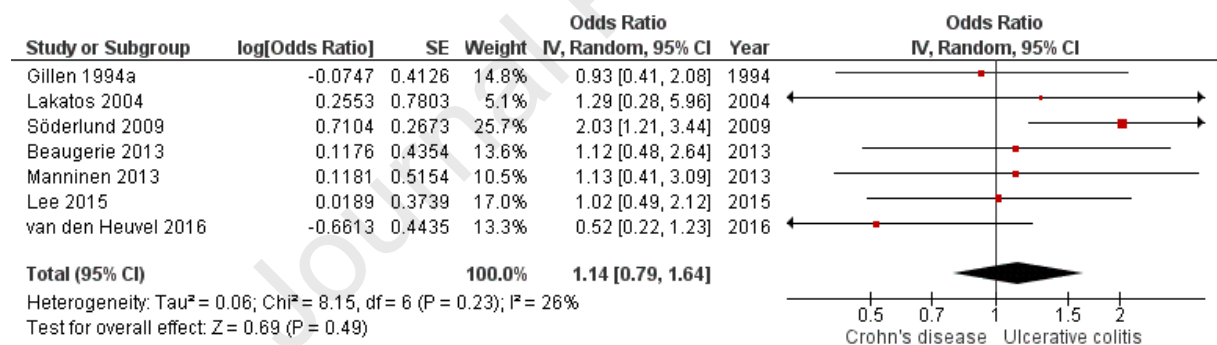 Odds Ratio Odds Ratio
Study or Subgroup log[Odds Ratio] SE Weight IV, Random, 95% CI Year IV, Random, 95% CI
Gillen 1994a -0.0747 0.4126 14.8% 0.93 [0.41, 2.08] 1994
Lakatos 2004 0.2553 0.7803 5.1% 1.29 [0.28, 5.96] 2004
Söderlund 2009 0.7104 0.2673 25.7% 2.03 [1.21, 3.44] 2009
Beaugerie 2013 0.1176 0.4354 13.6% 1.12 [0.48, 2.64] 2013
Manninen 2013 0.1181 0.5154 10.5% 1.13 [0.41, 3.09] 2013
Lee 2015 0.0189 0.3739 17.0% 1.02 [0.49, 2.12] 2015
van den Heuvel 2016 -0.6613 0.4435 13.3% 0.52 [0.22, 1.23] 2016
Total (95% CI) 100.0% 1.14 [0.79, 1.64]
Heterogeneity: Tau² = 0.06; Chi² = 8.15, df = 6 (P = 0.23); I² = 26%
Test for overall effect: Z = 0.69 (P = 0.49)
0.5 0.7 1 1.5 2
Crohn's disease Ulcerative colitis
Journal